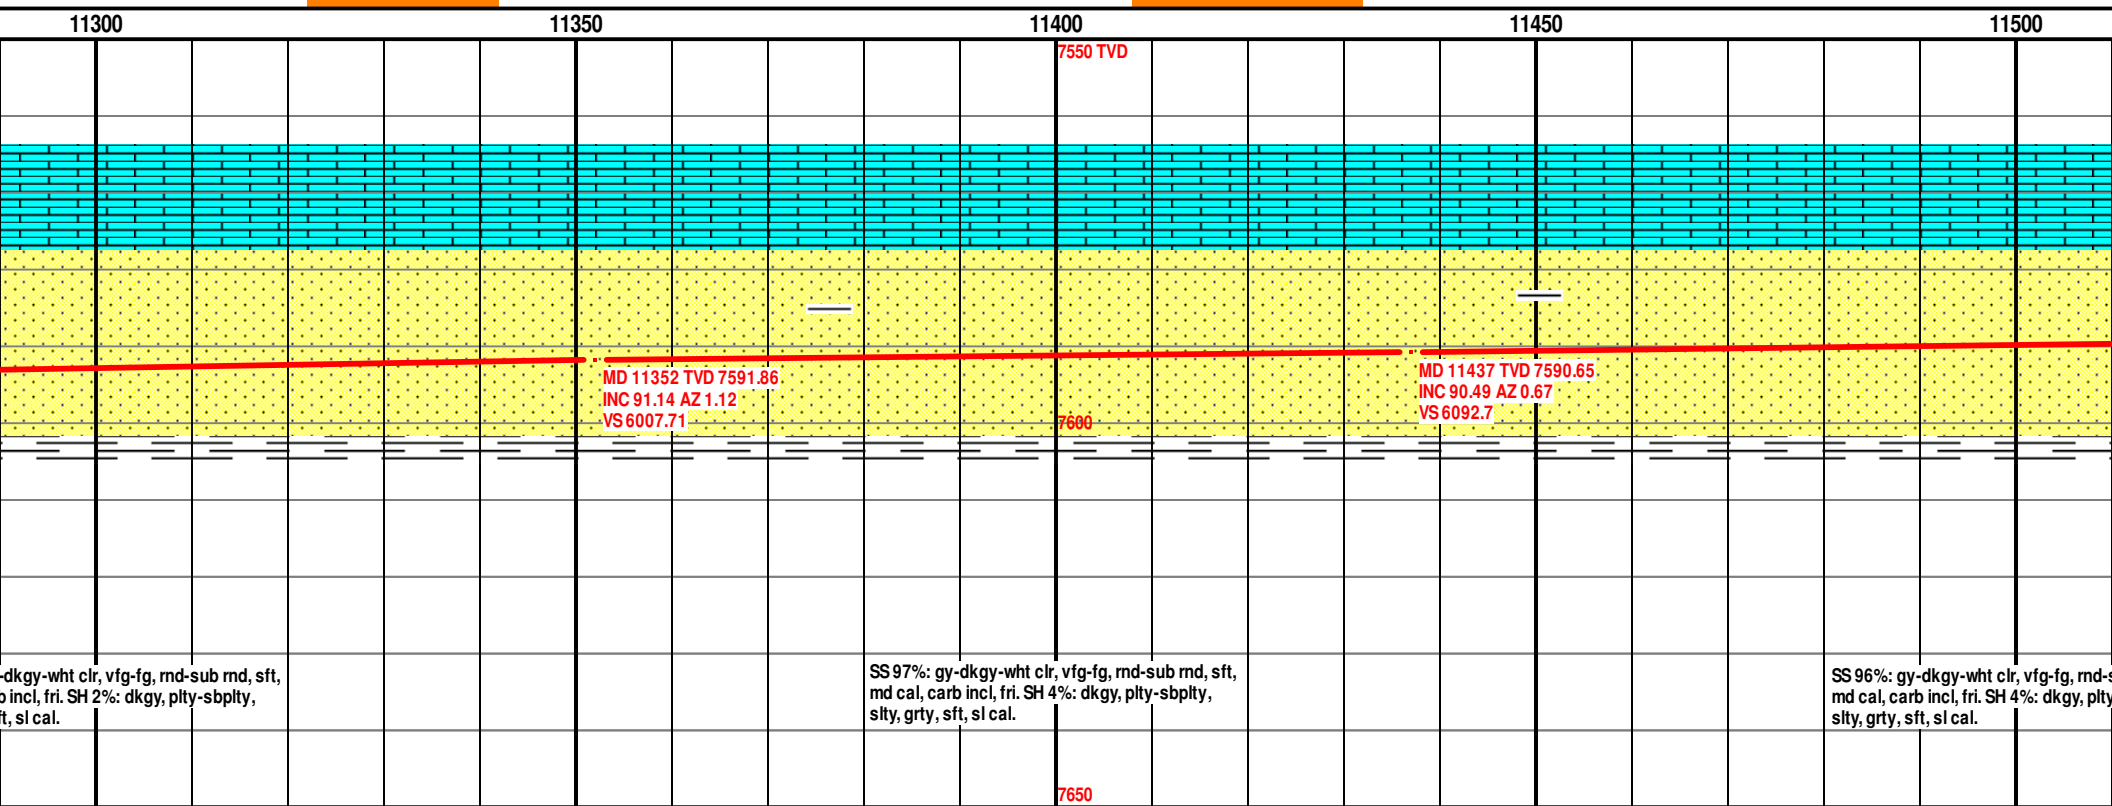 11300 11350 11400 11450 11500
7550 TVD
MD 11352 TVD 7591.86
INC 91.14 AZ 1.12
VS 6007.71
MD 11437 TVD 7590.65
INC 90.49 AZ 0.67
VS 6092.7
7600
-dkgy-wht clr, vfg-fg, rnd-sub rnd, sft,
b incl, fri. SH 2%: dkgy, plty-sbplty,
ft, sl cal.
SS 97%: gy-dkgy-wht clr, vfg-fg, rnd-sub rnd, sft,
md cal, carb incl, fri. SH 4%: dkgy, plty-sbplty,
slty, grty, sft, sl cal.
SS 96%: gy-dkgy-wht clr, vfg-fg, rnd-s
md cal, carb incl, fri. SH 4%: dkgy, plty
slty, grty, sft, sl cal.
7650